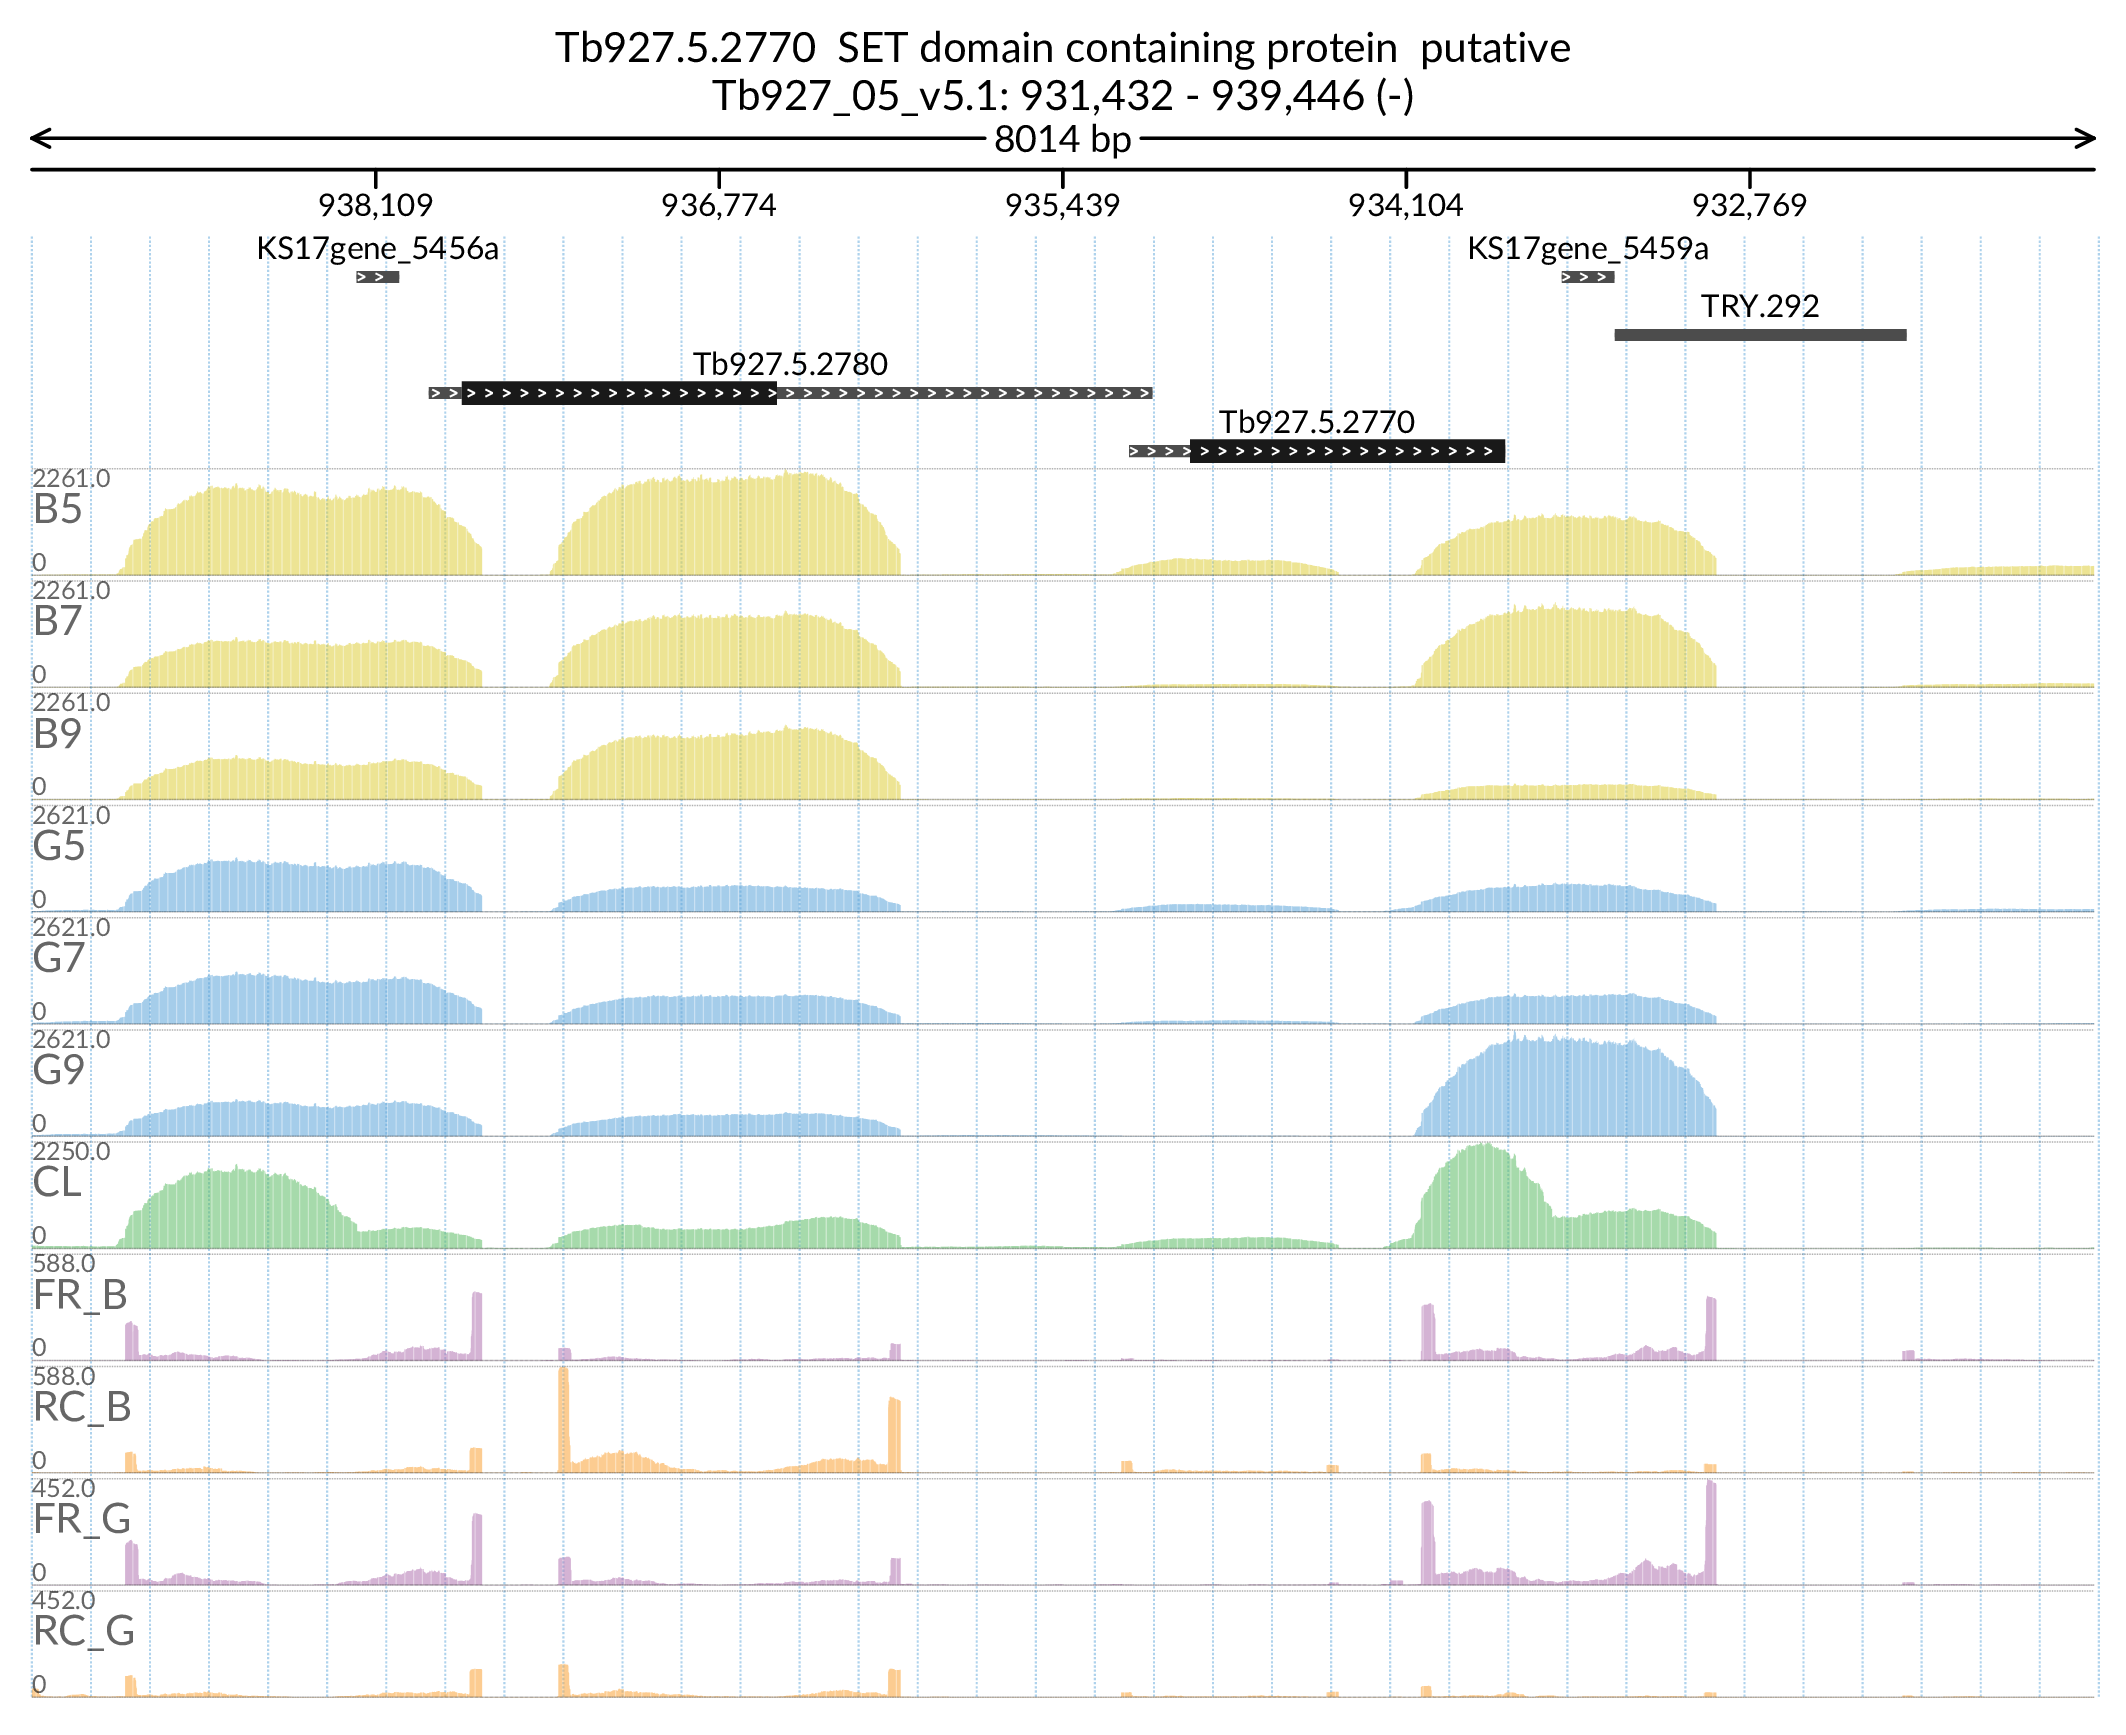 Tb927.5.2770  SET domain containing protein  putative
Tb927_05_v5.1: 931,432 - 939,446 (-)
8014 bp
938,109 936,774 935,439 934,104 932,769
KS17gene_5456a KS17gene_5459a
TRY.292
Tb927.5.2780
Tb927.5.2770
2261.0
B5
0
2261.0
B7
0
2261.0
B9
0
2621.0
G5
0
2621.0
G7
0
2621.0
G9
0
2250.0
CL
0
588.0
FR_B
0
588.0
RC_B
0
452.0
FR_G
0
452.0
RC_G
0